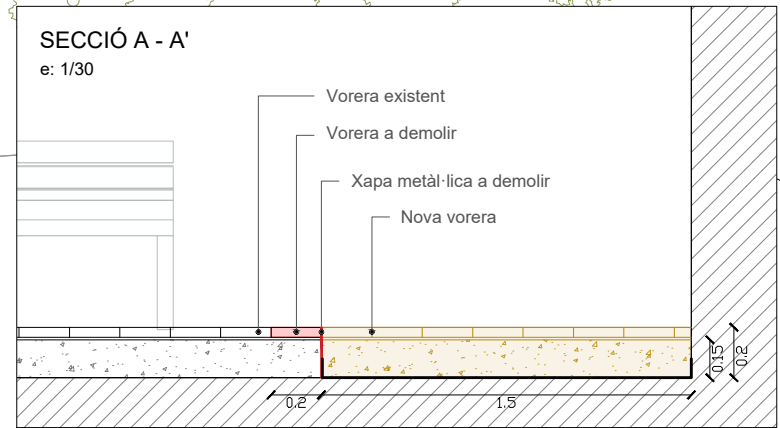 SECCIÓ A - A'
e: 1/30
Vorera existent
Vorera a demolir
Xapa metàl·lica a demolir
Nova vorera
0.15
0.2
0.2
1.5